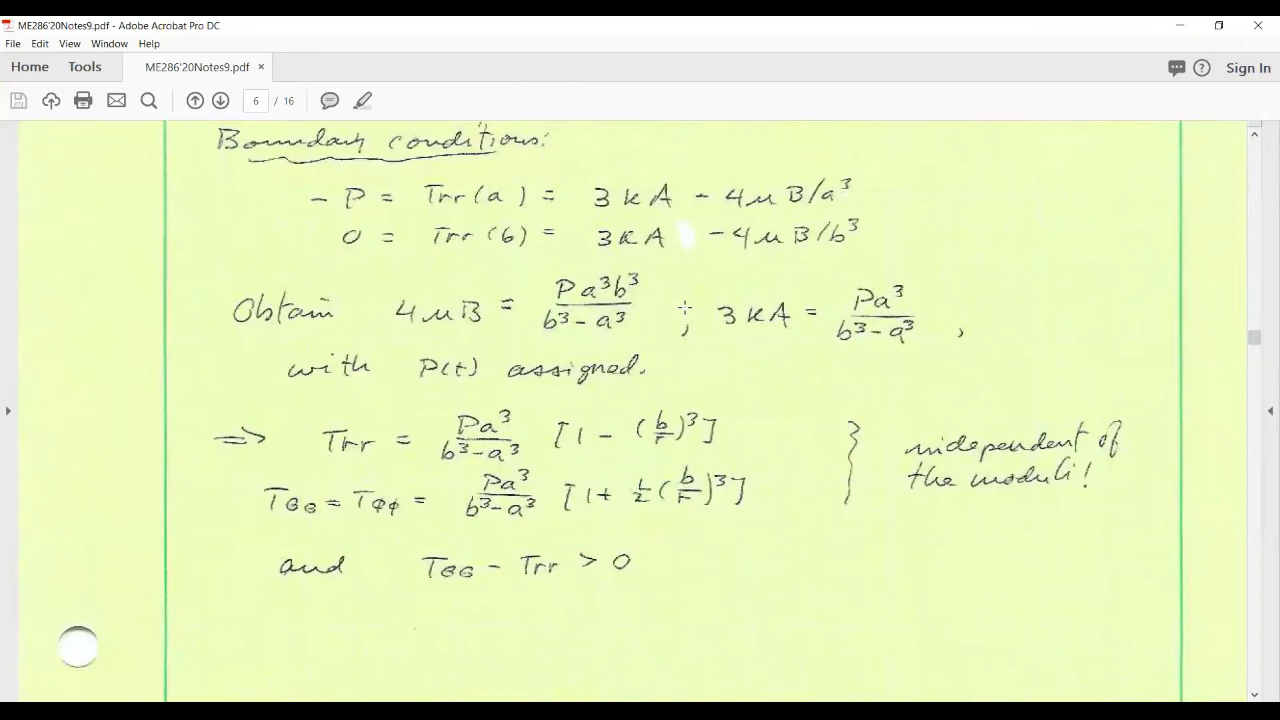 ME286'20Notes9.pdf - Adobe Acrobat Pro DC
File Edit View Window Help
Home Tools ME286'20Notes9.pdf × Sign In
6 / 16
Boundary conditions:
- P = Trr(a) = 3κA - 4μB/a³
0 = Trr(b) = 3κA - 4μB/b³
Obtain 4μB = Pa³b³/(b³-a³) ; 3κA = Pa³/(b³-a³) ,
with P(t) assigned.
⇒ Trr = Pa³/(b³-a³) [1 - (b/r)³]
Tθθ = Tφφ = Pa³/(b³-a³) [1 + ½(b/r)³]
independent of
the moduli!
and Tθθ - Trr > 0